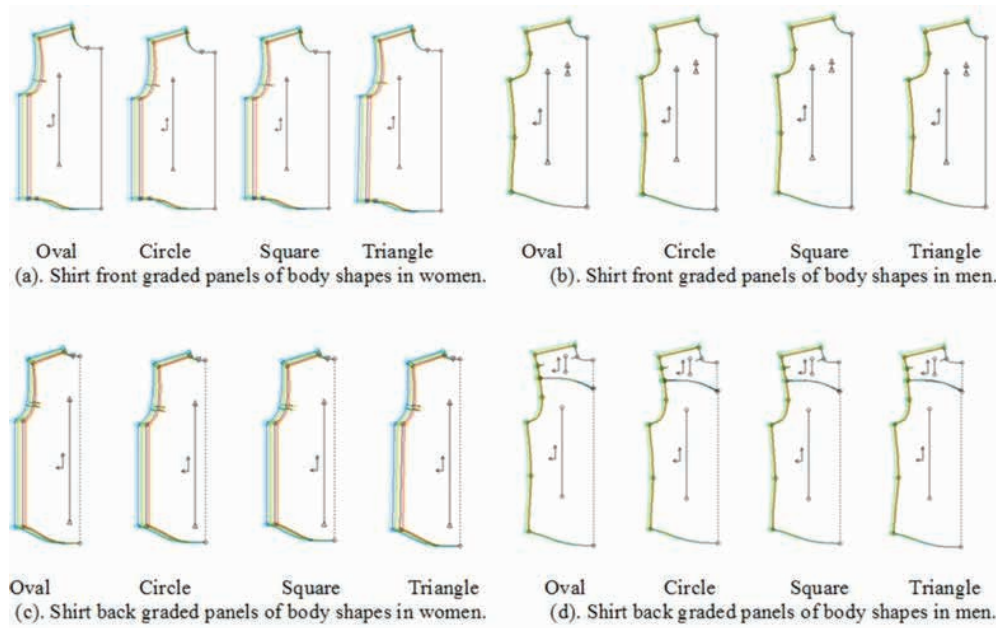 Oval Circle Square Triangle Oval Circle Square Triangle
(a). Shirt front graded panels of body shapes in women. (b). Shirt front graded panels of body shapes in men.
Oval Circle Square Triangle Oval Circle Square Triangle
(c). Shirt back graded panels of body shapes in women. (d). Shirt back graded panels of body shapes in men.